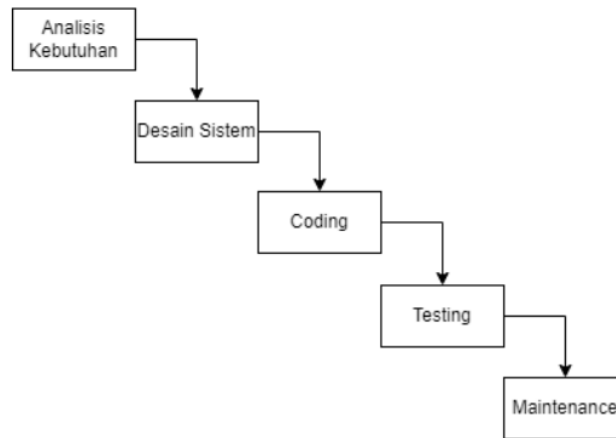 Analisis
Kebutuhan
Desain Sistem
Coding
Testing
Maintenance